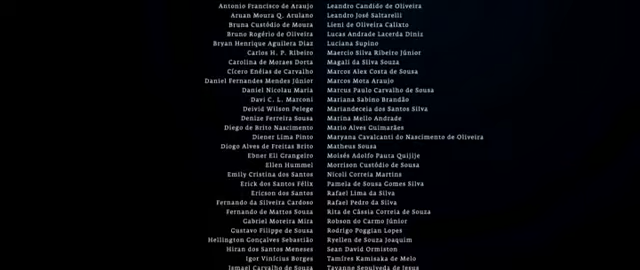 Antonio Francisco de Araujo
Aruan Moura Q. Arulano
Bruna Custódio de Moura
Bruno Rogério de Oliveira
Bryan Henrique Aguilera Diaz
Carlos H. P. Ribeiro
Carolina de Moraes Dorta
Cícero Enéias de Carvalho
Daniel Fernandes Mendes Júnior
Daniel Nicolau Maria
Davi C. L. Marconi
Deivid Wilson Pelege
Denize Ferreira Sousa
Diego de Brito Nascimento
Diener Lima Pinto
Diogo Alves de Freitas Brito
Ebner Eli Grangeiro
Ellen Hummel
Emily Cristina dos Santos
Erick dos Santos Félix
Ericson dos Santos
Fernando da Silveira Cardoso
Fernando de Mattos Souza
Gabriel Moreira Mira
Gustavo Filippe de Sousa
Hellington Gonçalves Sebastião
Hiran dos Santos Meneses
Igor Vinícius Borges
Ismael Carvalho de Souza
Leandro Candido de Oliveira
Leandro José Saltarelli
Lieni de Oliveira Calixto
Lucas Andrade Lacerda Diniz
Luciana Supino
Maercio Silva Ribeiro Júnior
Magali da Silva Souza
Marcos Alex Costa de Sousa
Marcos Mota Araujo
Marcus Paulo Carvalho de Sousa
Mariana Sabino Brandão
Mariandeceia dos Santos Silva
Marina Mello Andrade
Mario Alves Guimarães
Maryana Cavalcanti do Nascimento de Oliveira
Matheus Sousa
Moisés Adolfo Pauta Quijije
Morrison Custódio de Sousa
Nicoli Correia Martins
Pamela de Sousa Gomes Silva
Rafael Lima da Silva
Rafael Pedro da Silva
Rita de Cássia Correia de Souza
Robson do Carmo Júnior
Rodrigo Poggian Lopes
Ryellen de Souza Joaquim
Sean David Ormiston
Tamires Kamisaka de Melo
Tayanne Sepulveda de Jesus